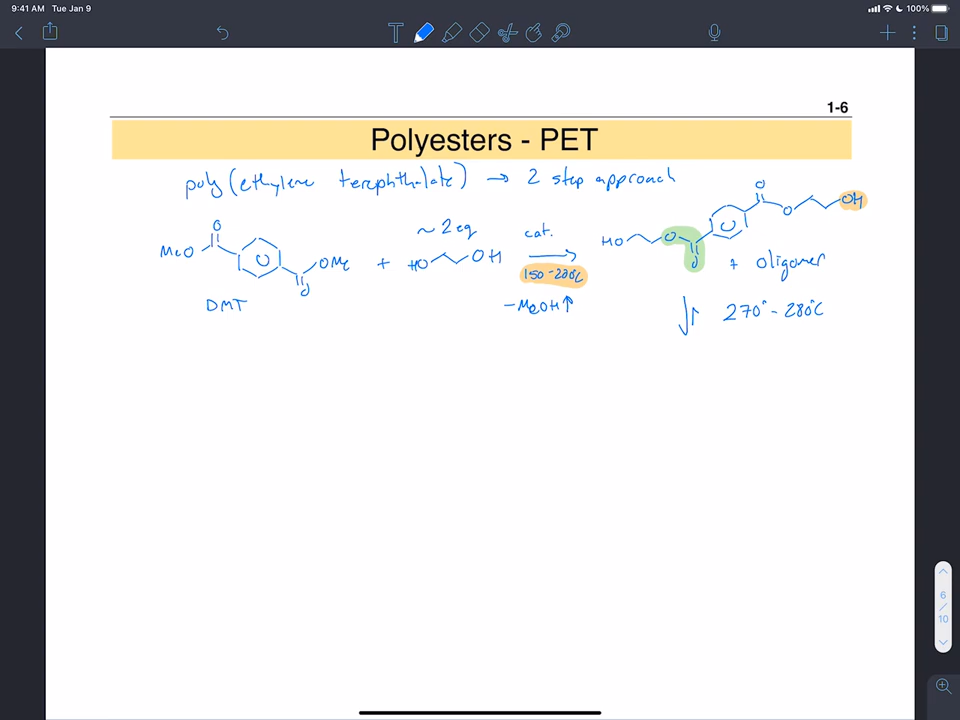 9:41 AM Tue Jan 9
100%
1-6
Polyesters - PET
poly(ethylene terephthalate) → 2 step approach
O
MeO
OMe
O
DMT
+
~ 2 eq
HO
OH
cat.
150-200°C
- MeOH↑
HO
O
O
O
O
OH
+ oligomer
270° - 280°C
6
/
10